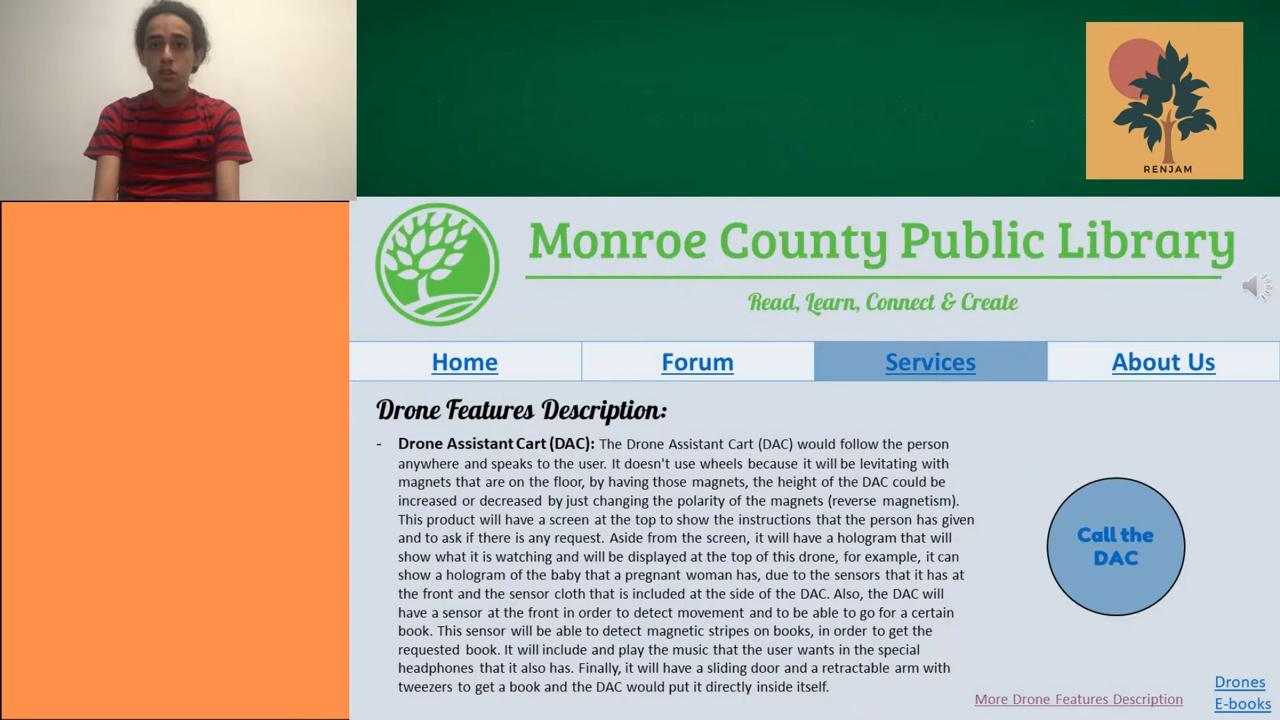 RENJAM
Monroe County Public Library
Read, Learn, Connect & Create
Home
Forum
Services
About Us
Drone Features Description:
- Drone Assistant Cart (DAC): The Drone Assistant Cart (DAC) would follow the person
anywhere and speaks to the user. It doesn't use wheels because it will be levitating with
magnets that are on the floor, by having those magnets, the height of the DAC could be
increased or decreased by just changing the polarity of the magnets (reverse magnetism).
This product will have a screen at the top to show the instructions that the person has given
and to ask if there is any request. Aside from the screen, it will have a hologram that will
show what it is watching and will be displayed at the top of this drone, for example, it can
show a hologram of the baby that a pregnant woman has, due to the sensors that it has at
the front and the sensor cloth that is included at the side of the DAC. Also, the DAC will
have a sensor at the front in order to detect movement and to be able to go for a certain
book. This sensor will be able to detect magnetic stripes on books, in order to get the
requested book. It will include and play the music that the user wants in the special
headphones that it also has. Finally, it will have a sliding door and a retractable arm with
tweezers to get a book and the DAC would put it directly inside itself.
Call the
DAC
More Drone Features Description
Drones
E-books